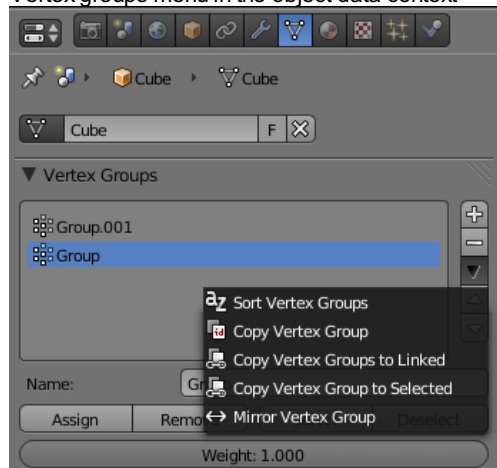 Vertex groups menu in the object data context
Cube Cube
Cube F
Vertex Groups
Group.001
Group
Sort Vertex Groups
Copy Vertex Group
Copy Vertex Groups to Linked
Copy Vertex Group to Selected
Mirror Vertex Group
Name:
Assign Deselect
Weight: 1.000